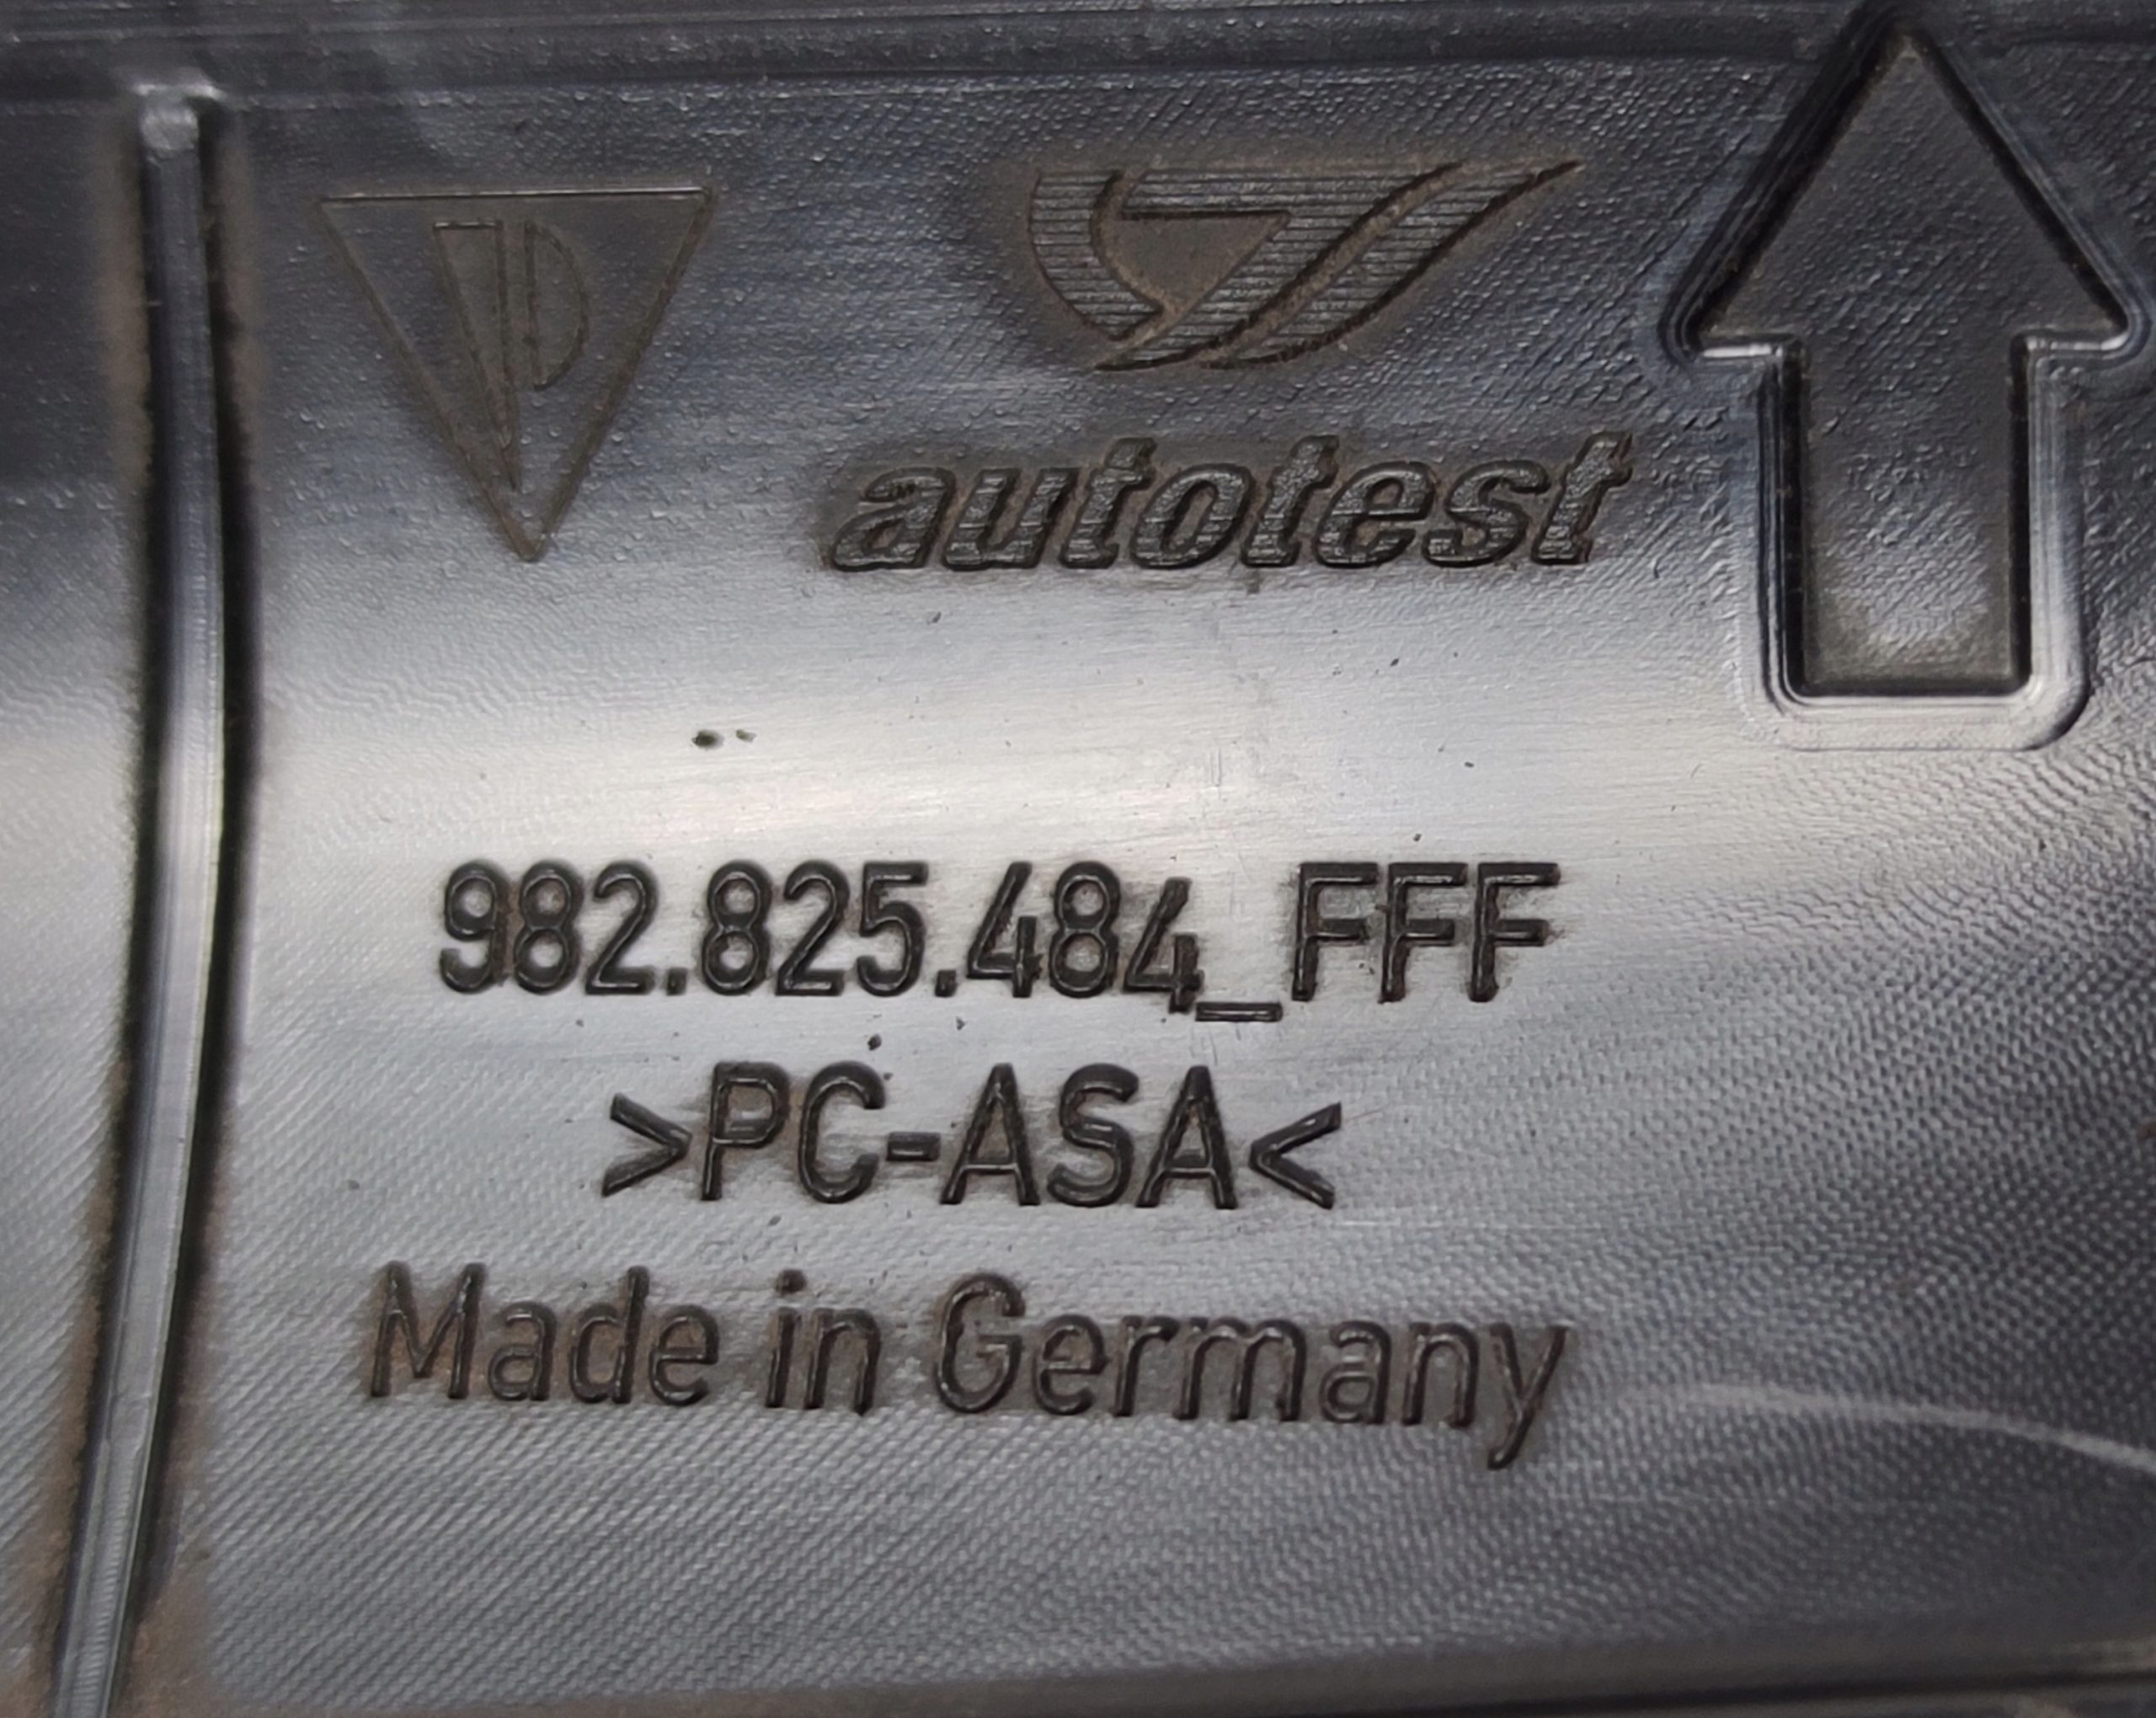 autotest
982.825.484_FFF
>PC-ASA<
Made in Germany